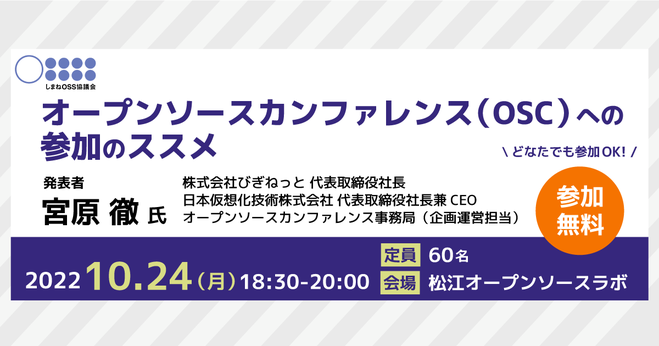 しまねOSS協議会
オープンソースカンファレンス（OSC）への
参加のススメ
\ どなたでも参加OK! /
発表者
宮原 徹 氏
株式会社びぎねっと 代表取締役社長
日本仮想化技術株式会社 代表取締役社長兼 CEO
オープンソースカンファレンス事務局（企画運営担当）
参加
無料
2022 10.24（月）18:30-20:00
定員 60名
会場 松江オープンソースラボ